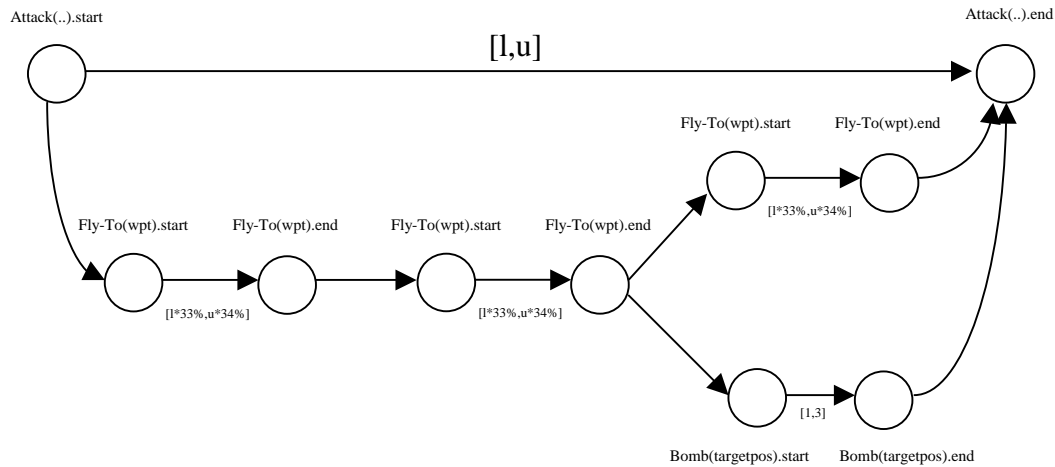 Attack(..).start
Attack(..).end
[l,u]
Fly-To(wpt).start
Fly-To(wpt).end
[l*33%,u*34%]
Fly-To(wpt).start
Fly-To(wpt).end
Fly-To(wpt).start
Fly-To(wpt).end
[l*33%,u*34%]
[l*33%,u*34%]
[1,3]
Bomb(targetpos).start
Bomb(targetpos).end